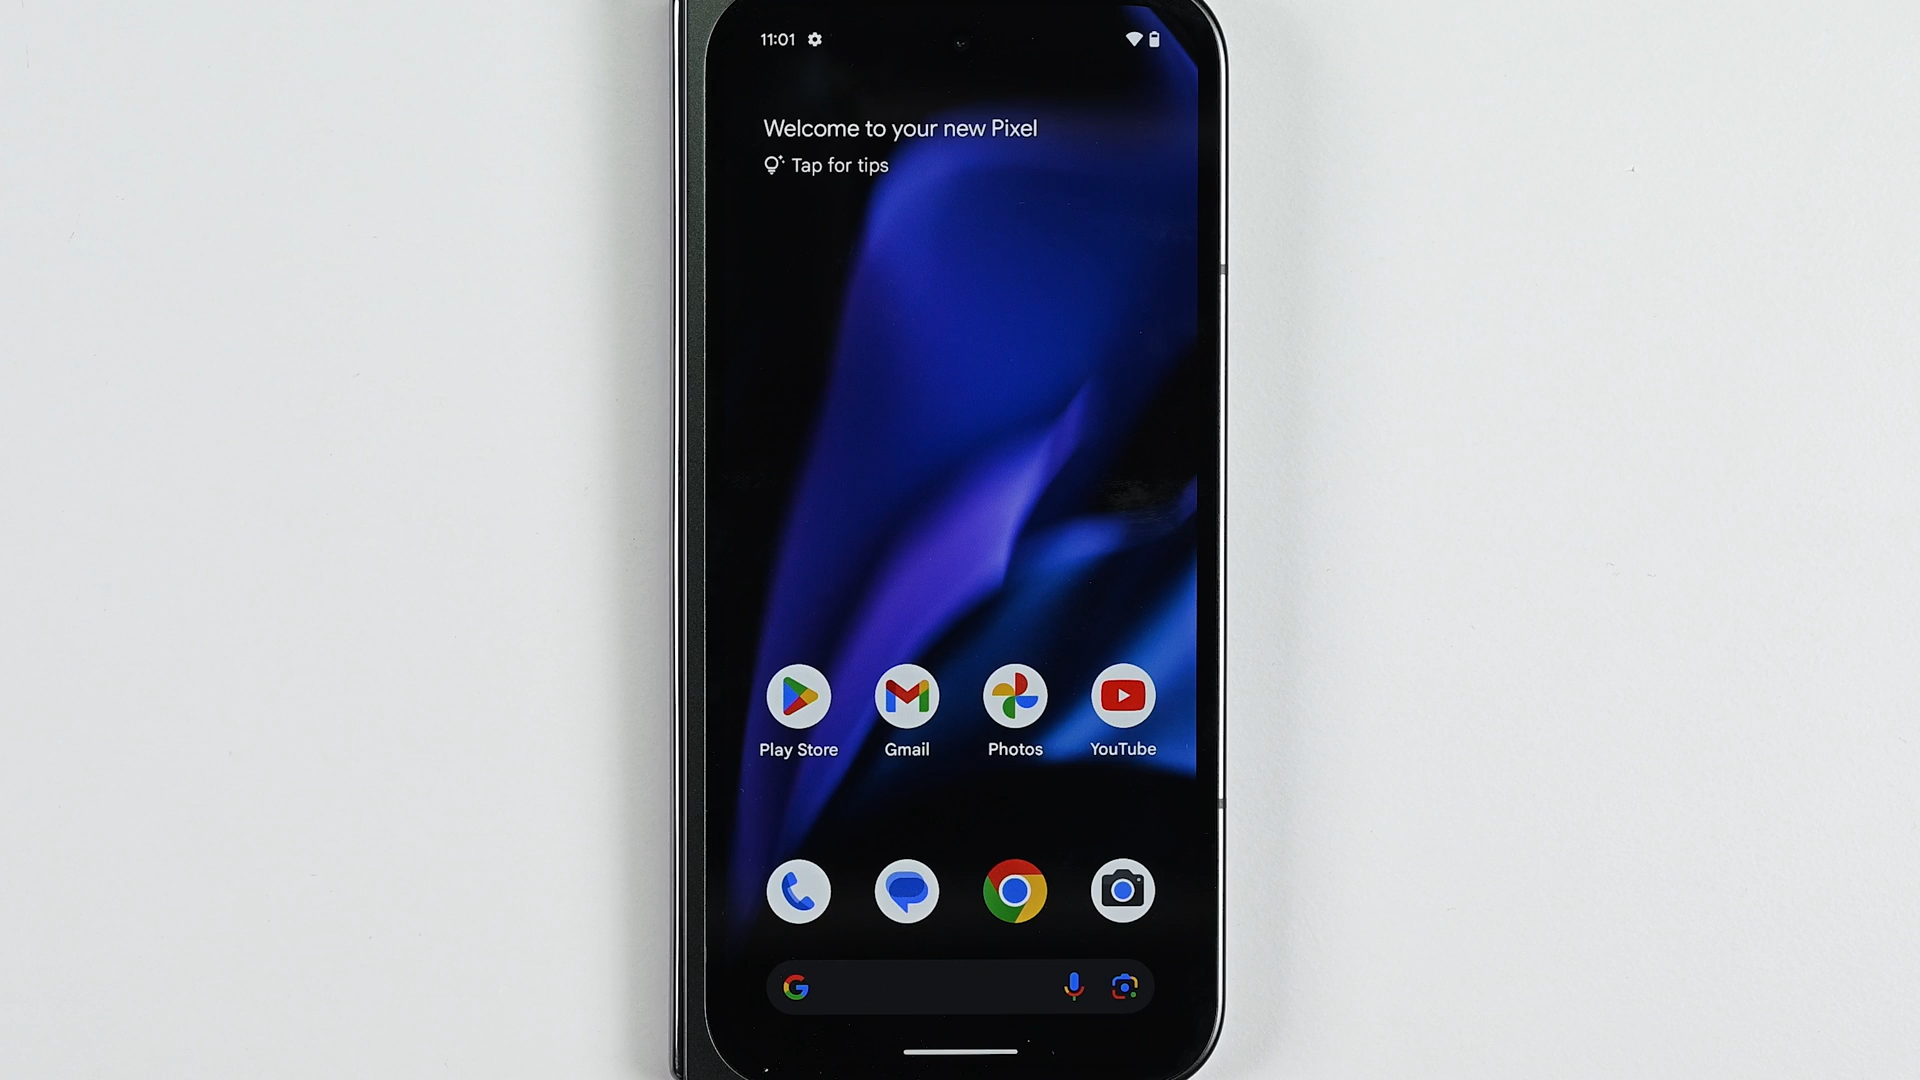 11:01
Welcome to your new Pixel
Tap for tips
Play Store
Gmail
Photos
YouTube
G